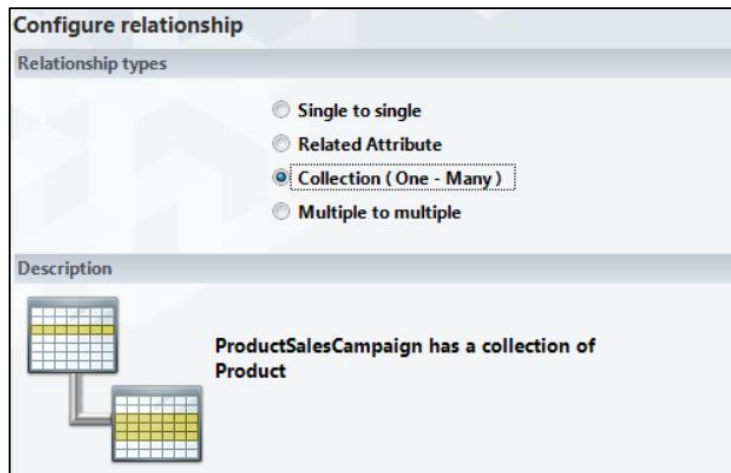 Configure relationship
Relationship types
Single to single
Related Attribute
Collection ( One - Many )
Multiple to multiple
Description
ProductSalesCampaign has a collection of
Product